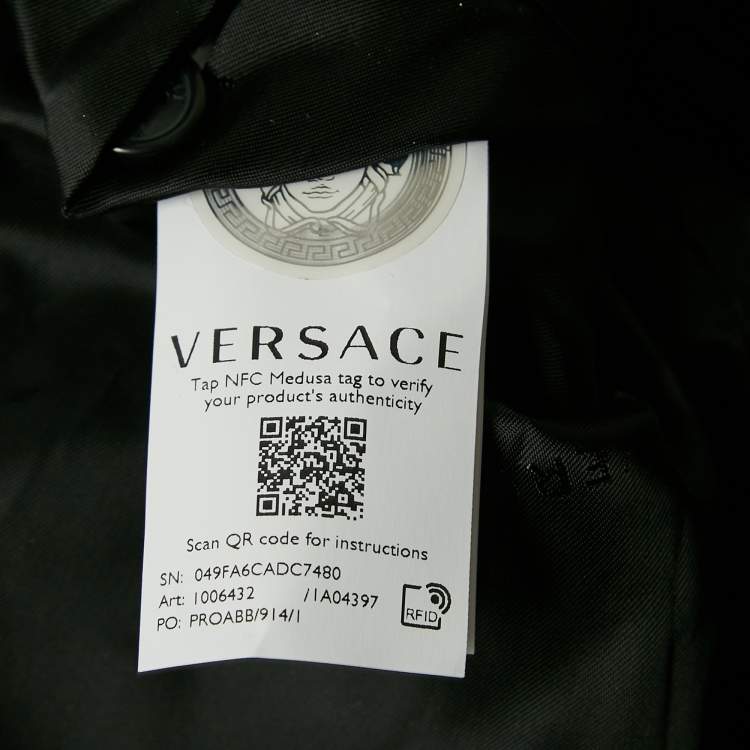 VERSACE
Tap NFC Medusa tag to verify
your product's authenticity
Scan QR code for instructions
SN: 049FA6CADC7480
Art: 1006432 /1A04397
PO: PROABB/914/1
RFID